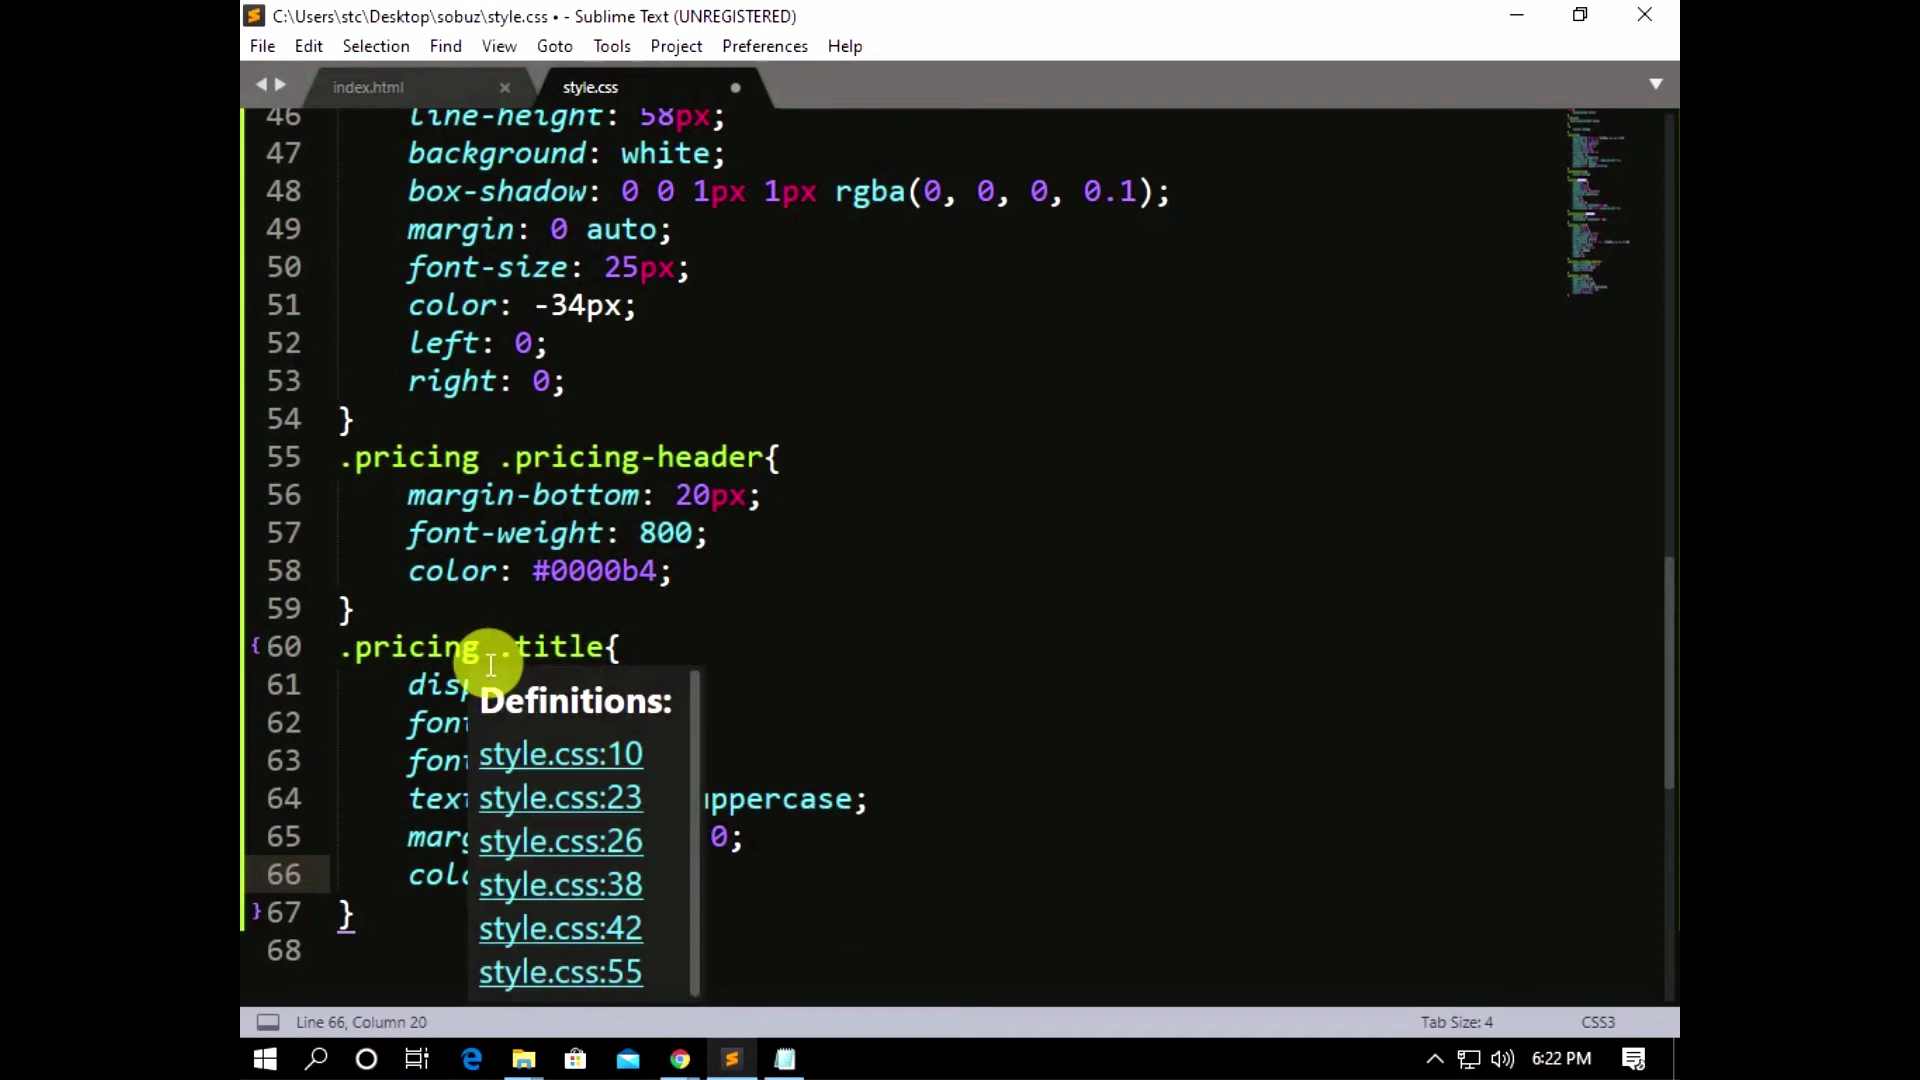 C:\Users\stc\Desktop\sobuz\style.css • - Sublime Text (UNREGISTERED)
File Edit Selection Find View Goto Tools Project Preferences Help
index.html style.css
46 line-height: 58px;
47 background: white;
48 box-shadow: 0 0 1px 1px rgba(0, 0, 0, 0.1);
49 margin: 0 auto;
50 font-size: 25px;
51 color: -34px;
52 left: 0;
53 right: 0;
54 }
55 .pricing .pricing-header{
56 margin-bottom: 20px;
57 font-weight: 800;
58 color: #0000b4;
59 }
{ 60 .pricing .title{
61
62
63
64 uppercase;
65 0;
66
} 67 }
68
Definitions:
style.css:10
style.css:23
style.css:26
style.css:38
style.css:42
style.css:55
Line 66, Column 20 Tab Size: 4 CSS3
6:22 PM